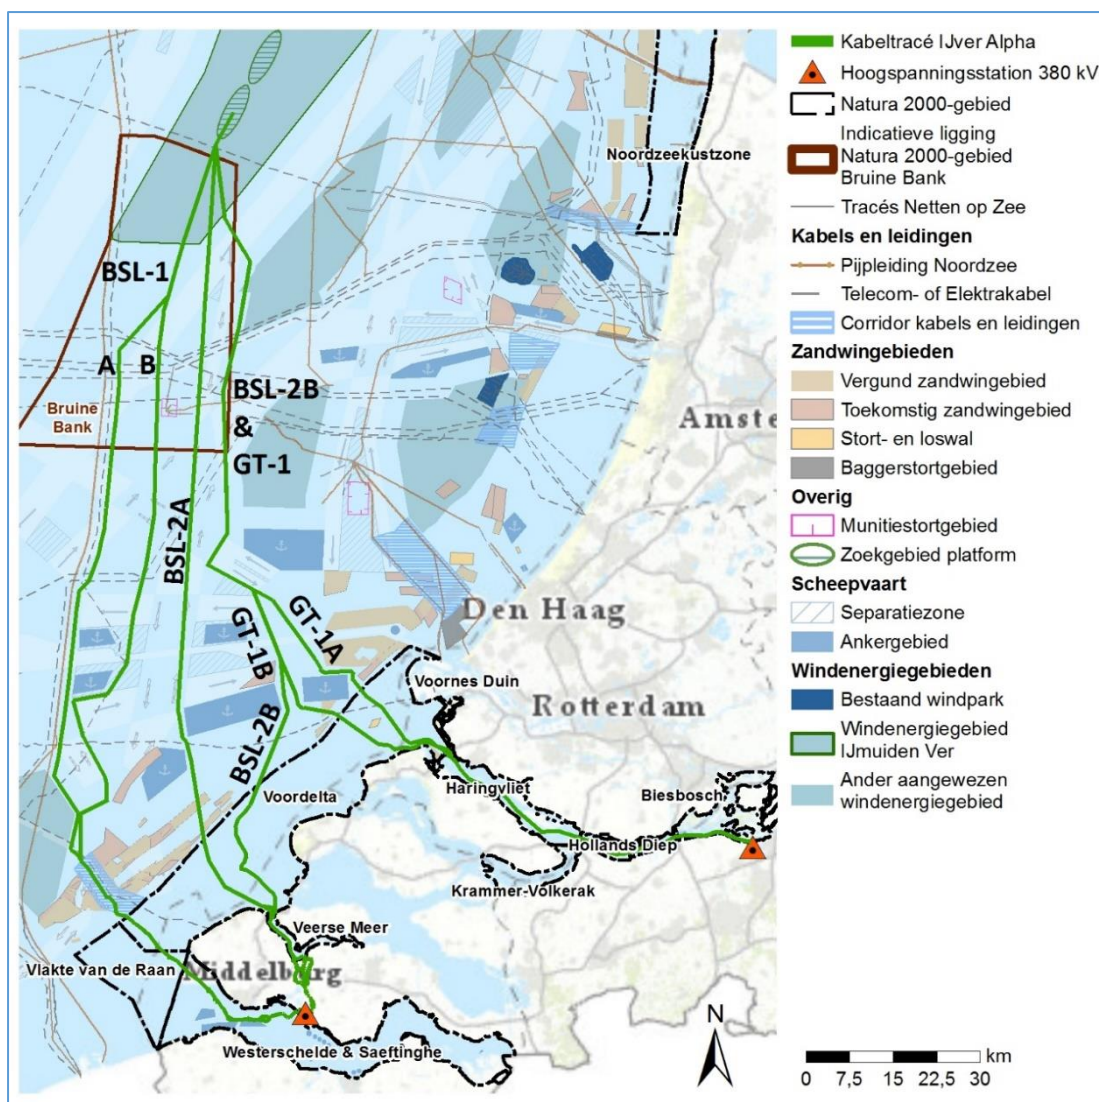 Noordzeekustzone
BSL-1
A
B
Bruine
Bank
BSL-2B
&
GT-1
Amste
BSL-2A
GT-1A
GT-1B
BSL-2B
Den Haag
Voornes Duin
Rotterdam
Haringvliet
Biesbosch
Voordelta
Hollands Diep
Krammer-Volkerak
Veerse Meer
Vlakte van de Raan
Middelburg
Westerschelde & Saeftinghe
Kabeltracé IJver Alpha
Hoogspanningsstation 380 kV
Natura 2000-gebied
Indicatieve ligging
Natura 2000-gebied
Bruine Bank
Tracés Netten op Zee
Kabels en leidingen
Pijpleiding Noordzee
Telecom- of Elektrakabel
Corridor kabels en leidingen
Zandwingebieden
Vergund zandwingebied
Toekomstig zandwingebied
Stort- en loswal
Baggerstortgebied
Overig
Munitiestortgebied
Zoekgebied platform
Scheepvaart
Separatiezone
Ankergebied
Windenergiegebieden
Bestaand windpark
Windenergiegebied
IJmuiden Ver
Ander aangewezen
windenergiegebied
N
km
0 7,5 15 22,5 30